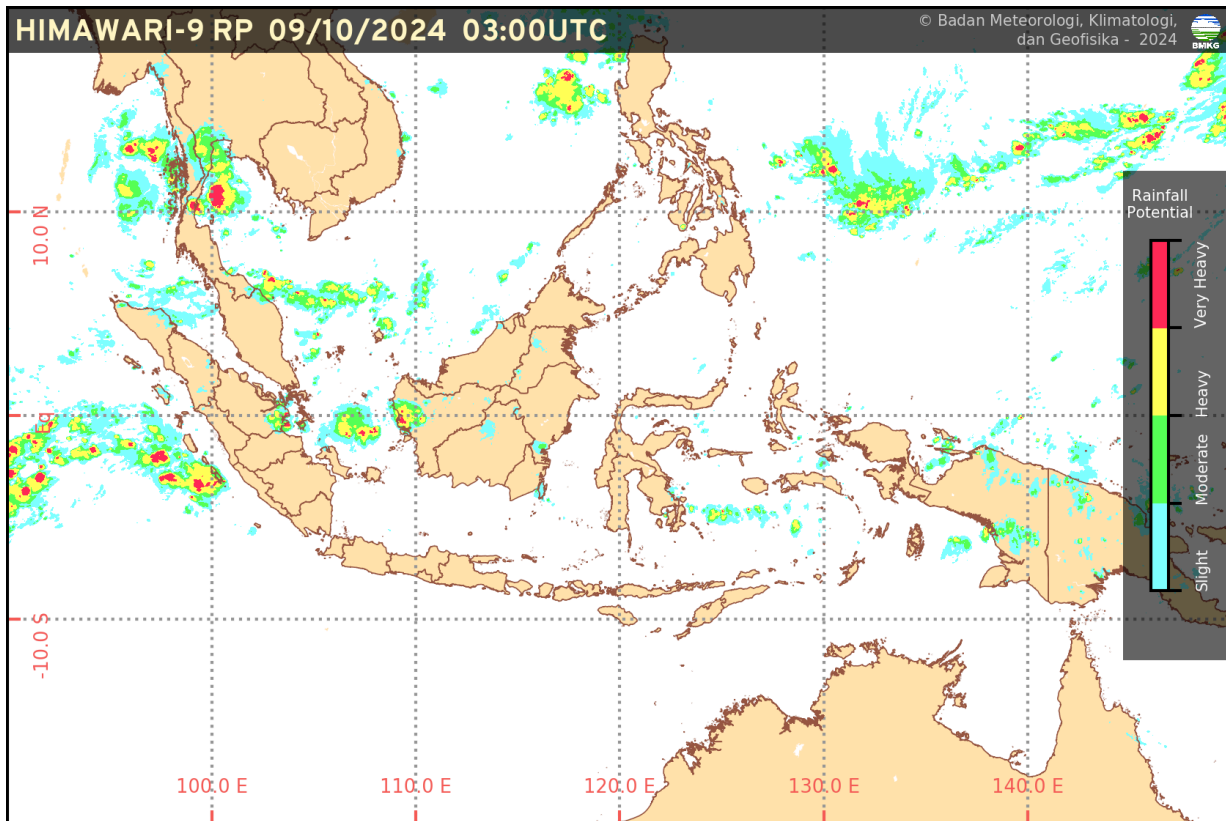 HIMAWARI-9 RP 09/10/2024 03:00UTC
© Badan Meteorologi, Klimatologi,
dan Geofisika - 2024
BMKG
Rainfall
Potential
Very Heavy
Heavy
Moderate
Slight
10.0 N
Eq
-10.0 S
100.0 E
110.0 E
120.0 E
130.0 E
140.0 E